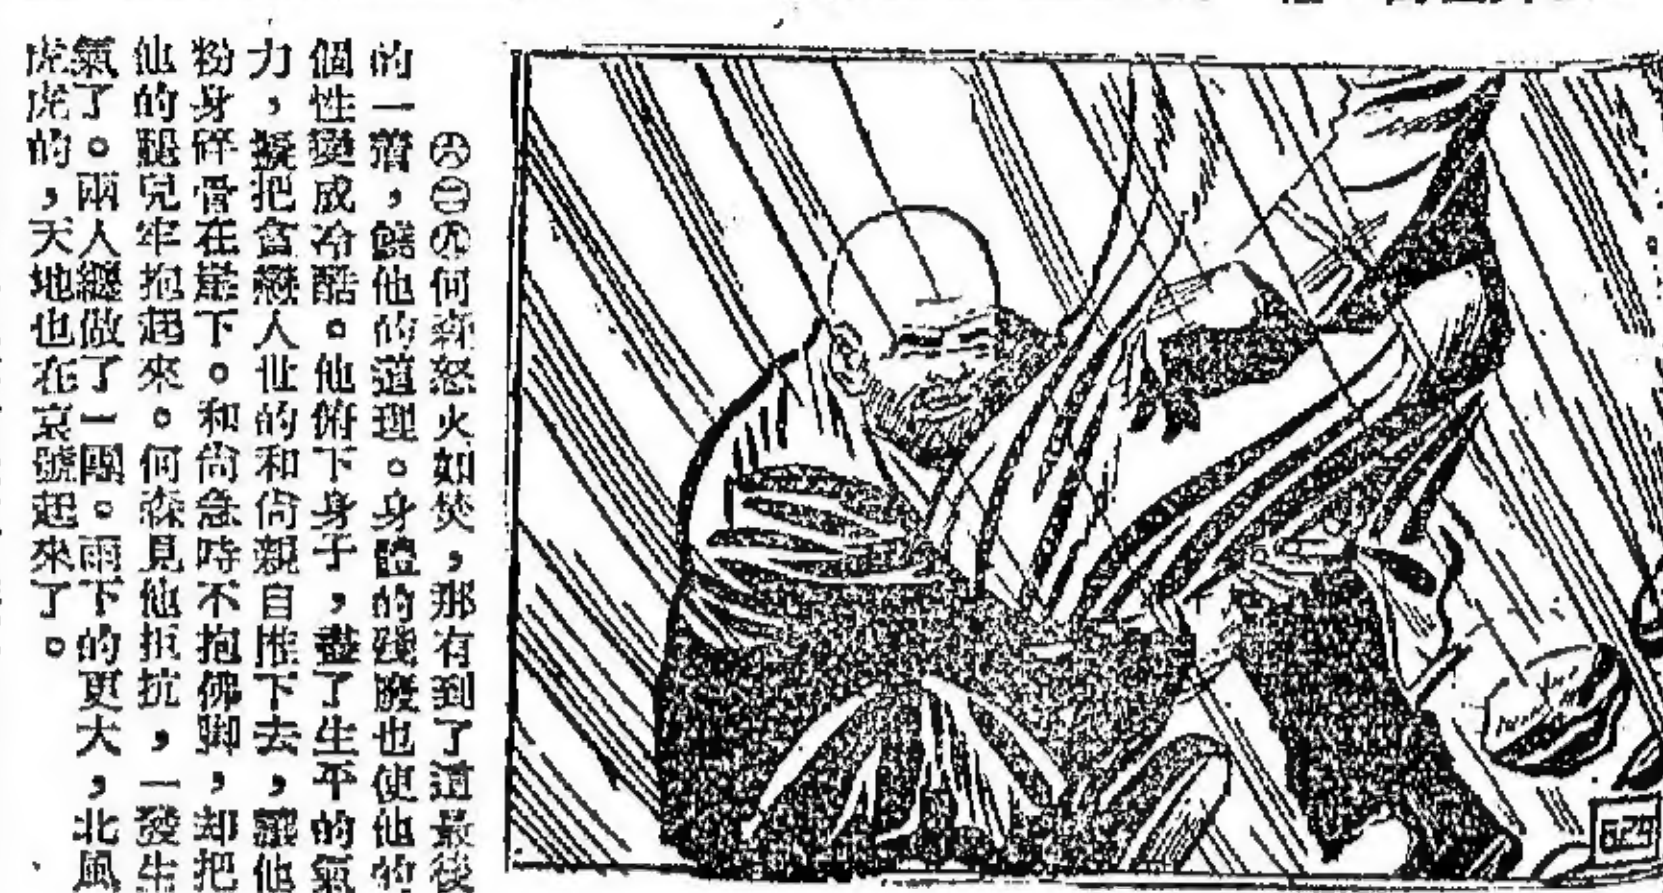 ㊅㊁㊈何森怒火如焚，那有到了這最後
的一著，饒他的道理。身體的殘廢也使他的
個性變成冷酷。他俯下身子，盡了生平的氣
力，擬把貪戀人世的和尙親自推下去，讓他
粉身碎骨在崖下。和尙急時不抱佛脚，却把
他的腿兒牢抱起來。何森見他抵抗，一發生
氣了。兩人纏做了一團。雨下的更大，北風
虎虎的，天地也在哀號起來了。
629